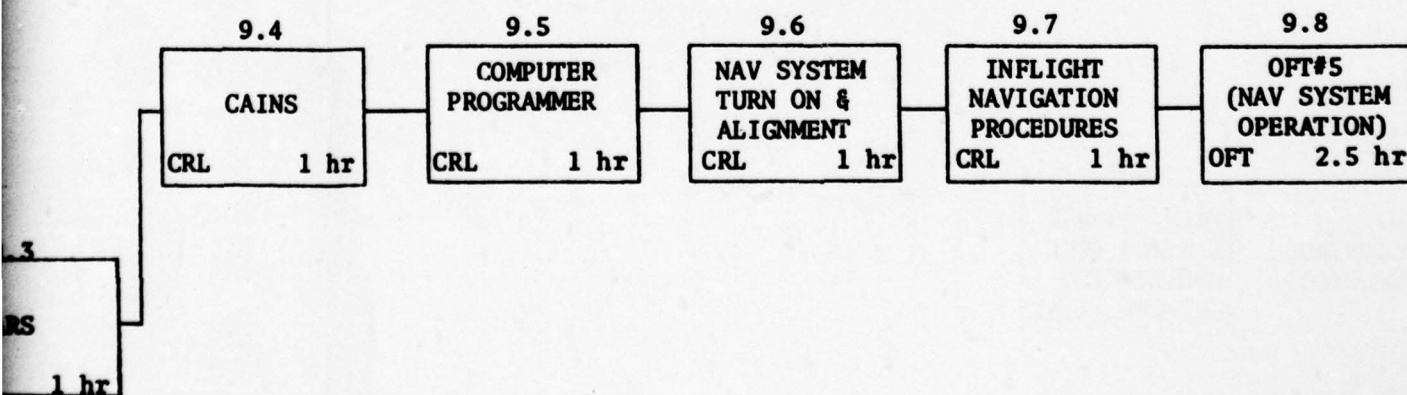 9.4
CAINS
CRL 1 hr
9.5
COMPUTER
PROGRAMMER
CRL 1 hr
9.6
NAV SYSTEM
TURN ON &
ALIGNMENT
CRL 1 hr
9.7
INFLIGHT
NAVIGATION
PROCEDURES
CRL 1 hr
9.8
OFT#5
(NAV SYSTEM
OPERATION)
OFT 2.5 hr
.3
RS
1 hr